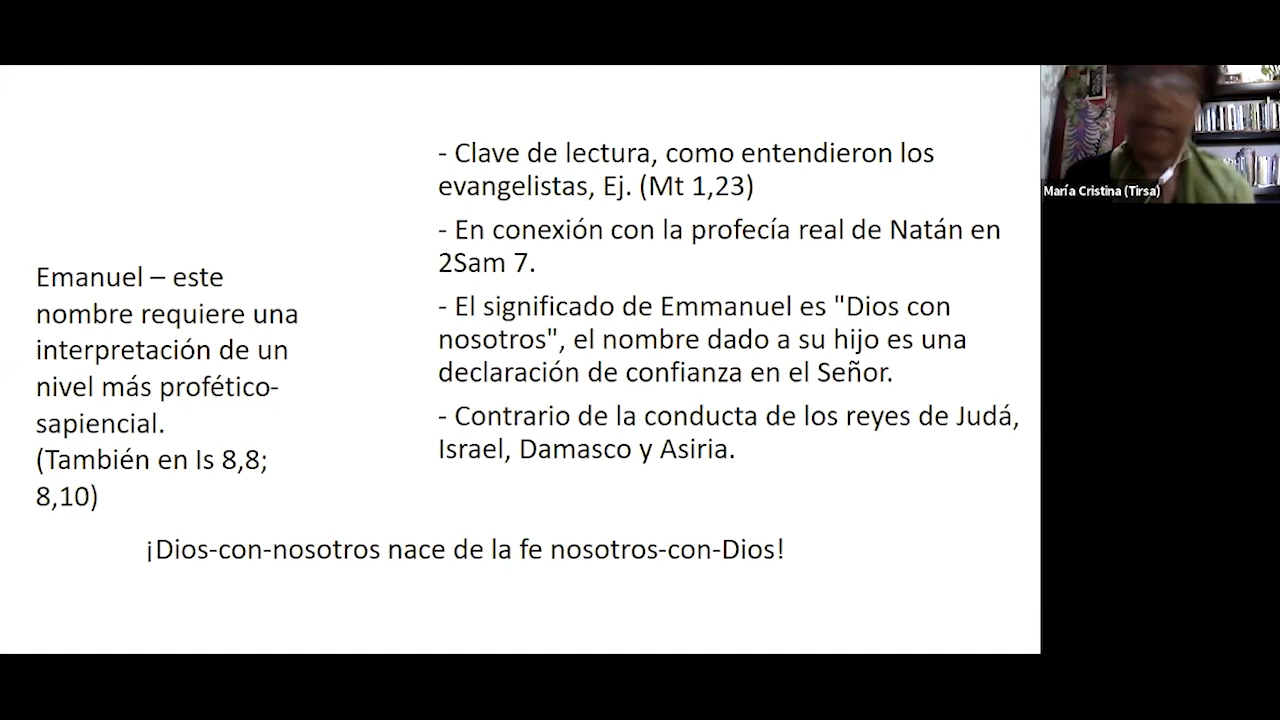 Emanuel – este
nombre requiere una
interpretación de un
nivel más profético-
sapiencial.
(También en Is 8,8;
8,10)
- Clave de lectura, como entendieron los
evangelistas, Ej. (Mt 1,23)
- En conexión con la profecía real de Natán en
2Sam 7.
- El significado de Emmanuel es "Dios con
nosotros", el nombre dado a su hijo es una
declaración de confianza en el Señor.
- Contrario de la conducta de los reyes de Judá,
Israel, Damasco y Asiria.
¡Dios-con-nosotros nace de la fe nosotros-con-Dios!
María Cristina (Tirsa)